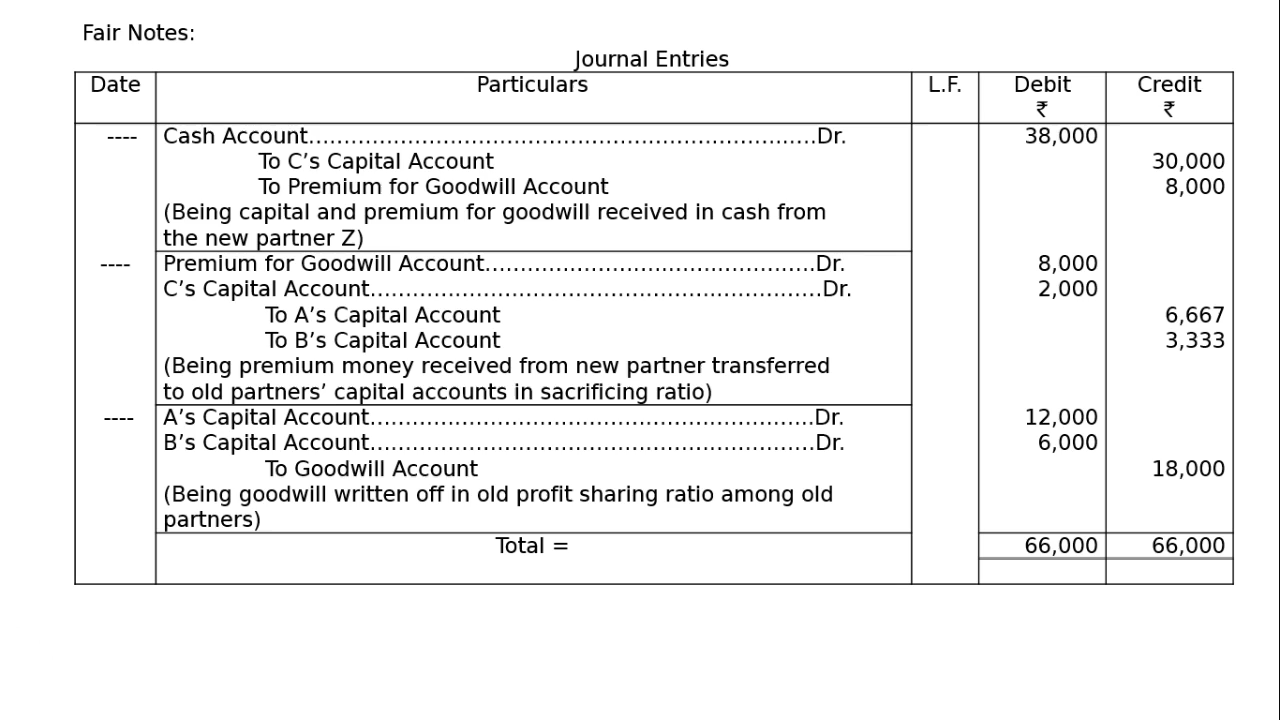 Fair Notes:
Journal Entries
Date Particulars L.F. Debit Credit
₹ ₹
---- Cash Account……………………………………………………………….Dr. 38,000
To C’s Capital Account 30,000
To Premium for Goodwill Account 8,000
(Being capital and premium for goodwill received in cash from
the new partner Z)
---- Premium for Goodwill Account………………………………………..Dr. 8,000
C’s Capital Account……………………………………………………….Dr. 2,000
To A’s Capital Account 6,667
To B’s Capital Account 3,333
(Being premium money received from new partner transferred
to old partners’ capital accounts in sacrificing ratio)
---- A’s Capital Account………………………………………………………Dr. 12,000
B’s Capital Account………………………………………………………Dr. 6,000
To Goodwill Account 18,000
(Being goodwill written off in old profit sharing ratio among old
partners)
Total = 66,000 66,000